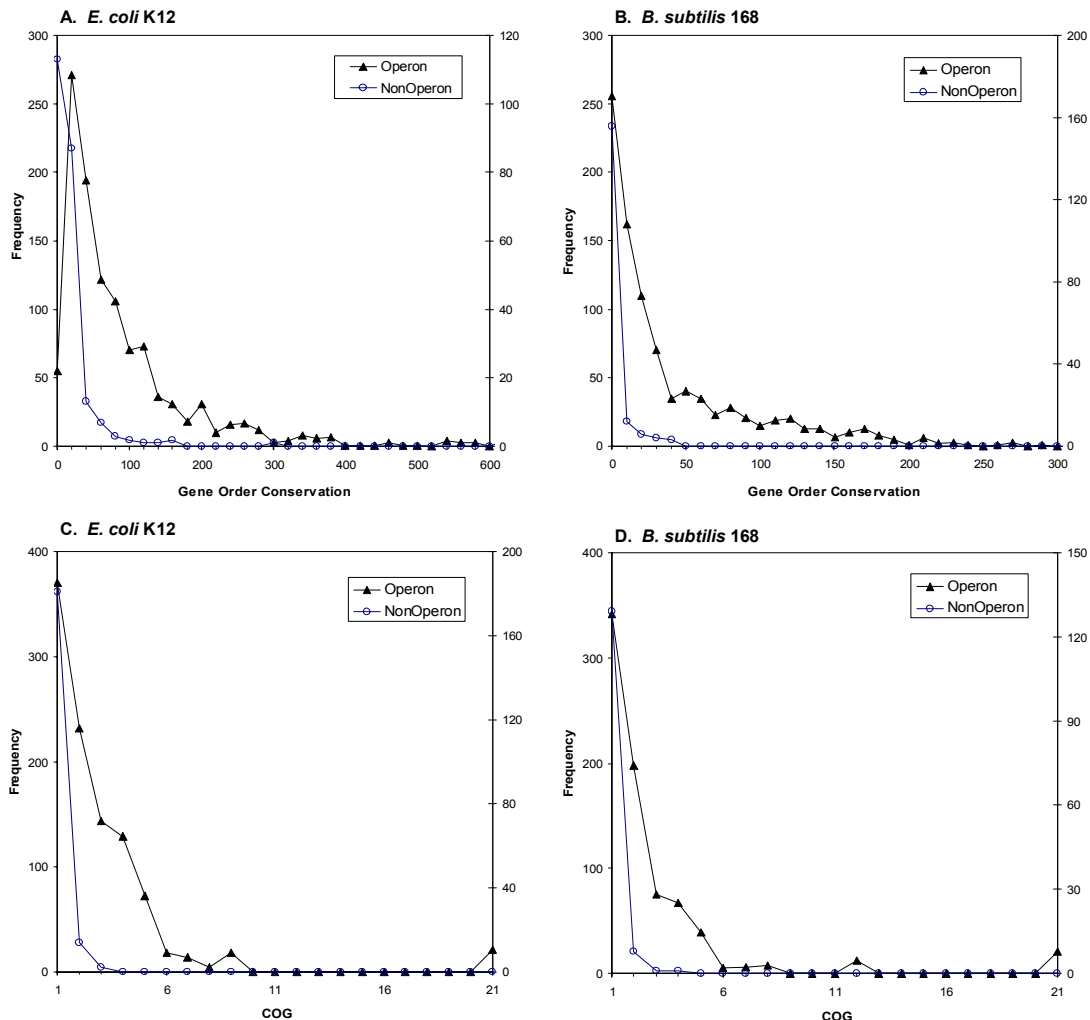 A. E. coli K12
300
250
200
150
100
50
0
Frequency
120
100
80
60
40
20
0
Operon
NonOperon
0 100 200 300 400 500 600
Gene Order Conservation
B. B. subtilis 168
300
250
200
150
100
50
0
Frequency
200
160
120
80
40
0
Operon
NonOperon
0 50 100 150 200 250 300
Gene Order Conservation
C. E. coli K12
400
300
200
100
0
Frequency
200
160
120
80
40
0
Operon
NonOperon
1 6 11 16 21
COG
D. B. subtilis 168
400
300
200
100
0
Frequency
150
120
90
60
30
0
Operon
NonOperon
1 6 11 16 21
COG